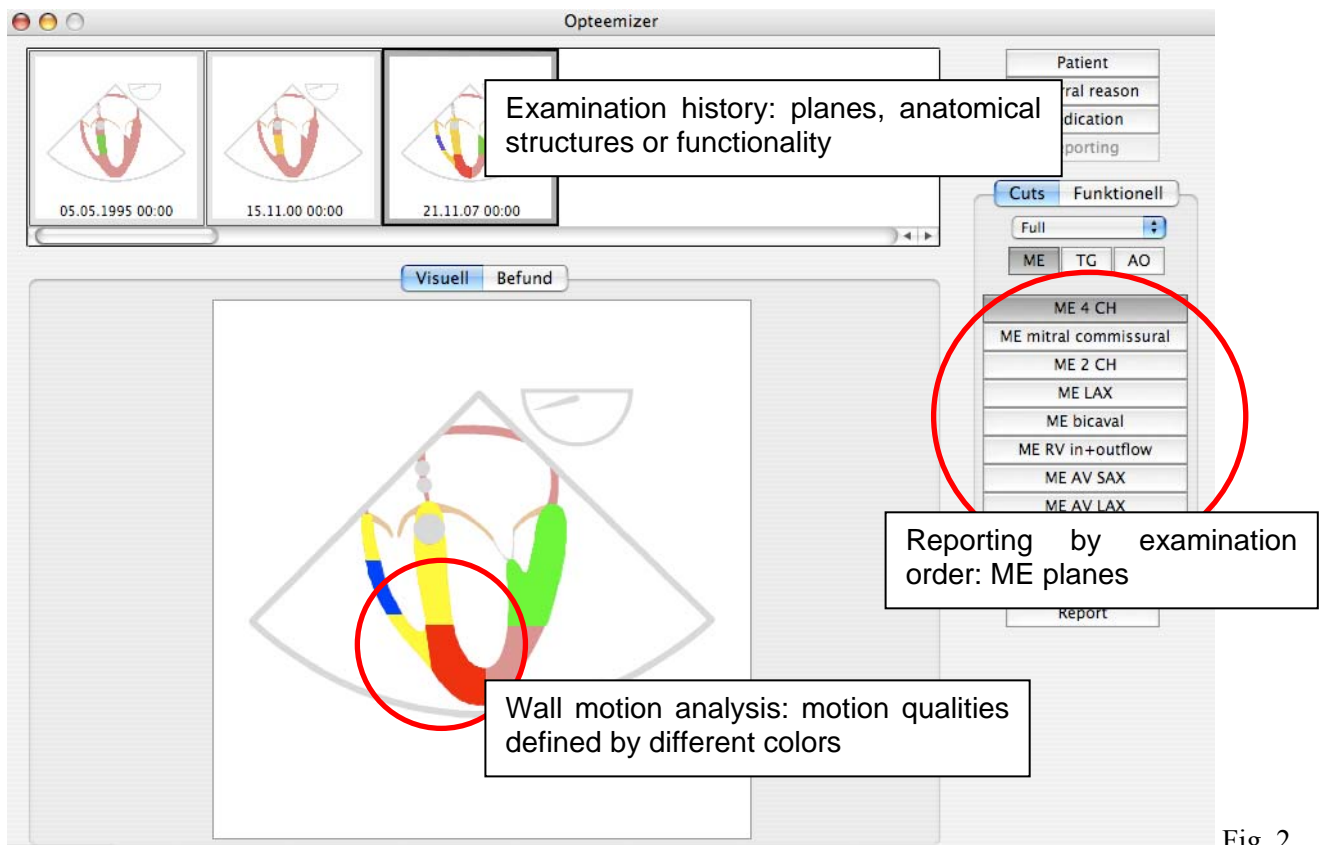 Opteemizer
05.05.1995 00:00
15.11.00 00:00
21.11.07 00:00
Examination history: planes, anatomical
structures or functionality
Patient
reason
Cuts Funktionell
Full
ME TG AO
Visuell Befund
ME 4 CH
ME mitral commissural
ME 2 CH
ME LAX
ME bicaval
ME RV in+outflow
ME AV SAX
ME AV LAX
Reporting by examination
order: ME planes
Report
Wall motion analysis: motion qualities
defined by different colors
Fig. 2